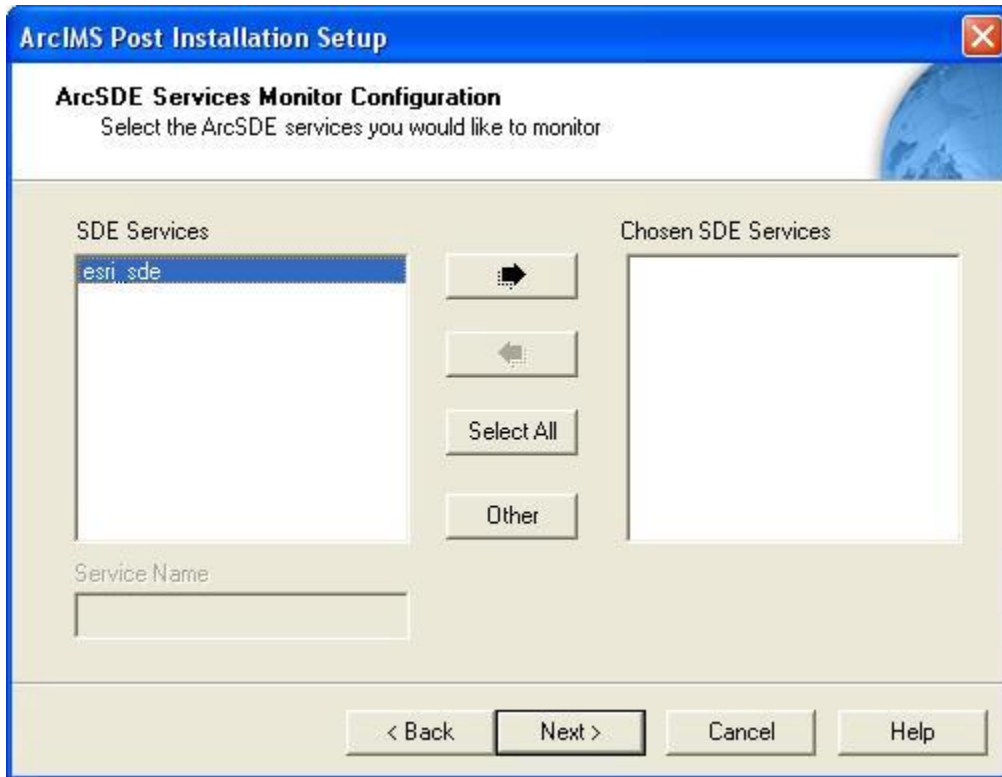 ArcIMS Post Installation Setup
ArcSDE Services Monitor Configuration
Select the ArcSDE services you would like to monitor
SDE Services
Chosen SDE Services
esri_sde
Select All
Other
Service Name
< Back
Next >
Cancel
Help